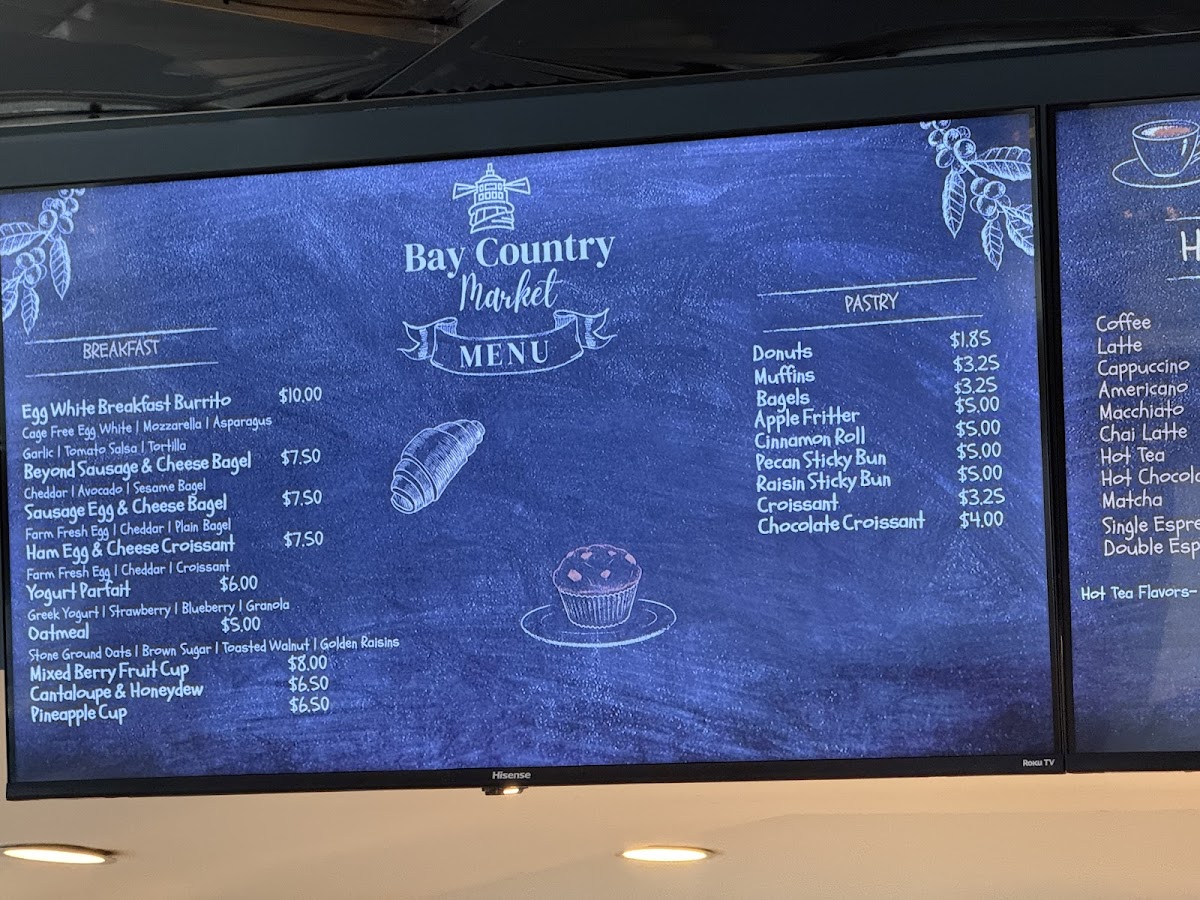 Bay Country
Market
MENU
BREAKFAST
Egg White Breakfast Burrito $10.00
Cage Free Egg White | Mozzarella | Asparagus
Garlic | Tomato Salsa | Tortilla
Beyond Sausage & Cheese Bagel $7.50
Cheddar | Avocado | Sesame Bagel
Sausage Egg & Cheese Bagel $7.50
Farm Fresh Egg | Cheddar | Plain Bagel
Ham Egg & Cheese Croissant $7.50
Farm Fresh Egg | Cheddar | Croissant
Yogurt Parfait $6.00
Greek Yogurt | Strawberry | Blueberry | Granola
Oatmeal $5.00
Stone Ground Oats | Brown Sugar | Toasted Walnut | Golden Raisins
Mixed Berry Fruit Cup $8.00
Cantaloupe & Honeydew $6.50
Pineapple Cup $6.50
PASTRY
Donuts $1.85
Muffins $3.25
Bagels $3.25
Apple Fritter $5.00
Cinnamon Roll $5.00
Pecan Sticky Bun $5.00
Raisin Sticky Bun $5.00
Croissant $3.25
Chocolate Croissant $4.00
Coffee
Latte
Cappuccino
Americano
Macchiato
Chai Latte
Hot Tea
Hot
Matcha
Single
Double
Hot Tea Flavors-
Hisense
Roku TV